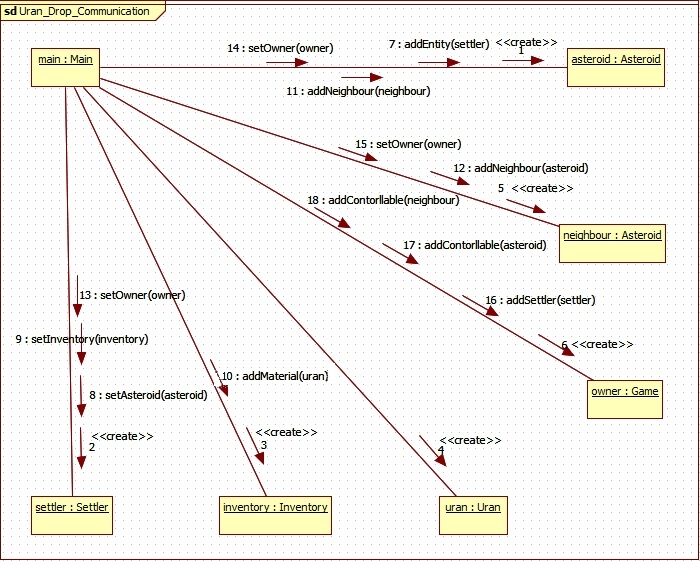 sd Uran_Drop_Communication
main : Main
14 : setOwner(owner)
7 : addEntity(settler)
<<create>>
1
asteroid : Asteroid
11 : addNeighbour(neighbour)
15 : setOwner(owner)
12 : addNeighbour(asteroid)
5 <<create>>
18 : addContorllable(neighbour)
neighbour : Asteroid
17 : addContorllable(asteroid)
13 : setOwner(owner)
16 : addSettler(settler)
9 : setInventory(inventory)
6 <<create>>
10 : addMaterial(uran)
8 : setAsteroid(asteroid)
owner : Game
<<create>>
2
<<create>>
3
<<create>>
4
settler : Settler
inventory : Inventory
uran : Uran